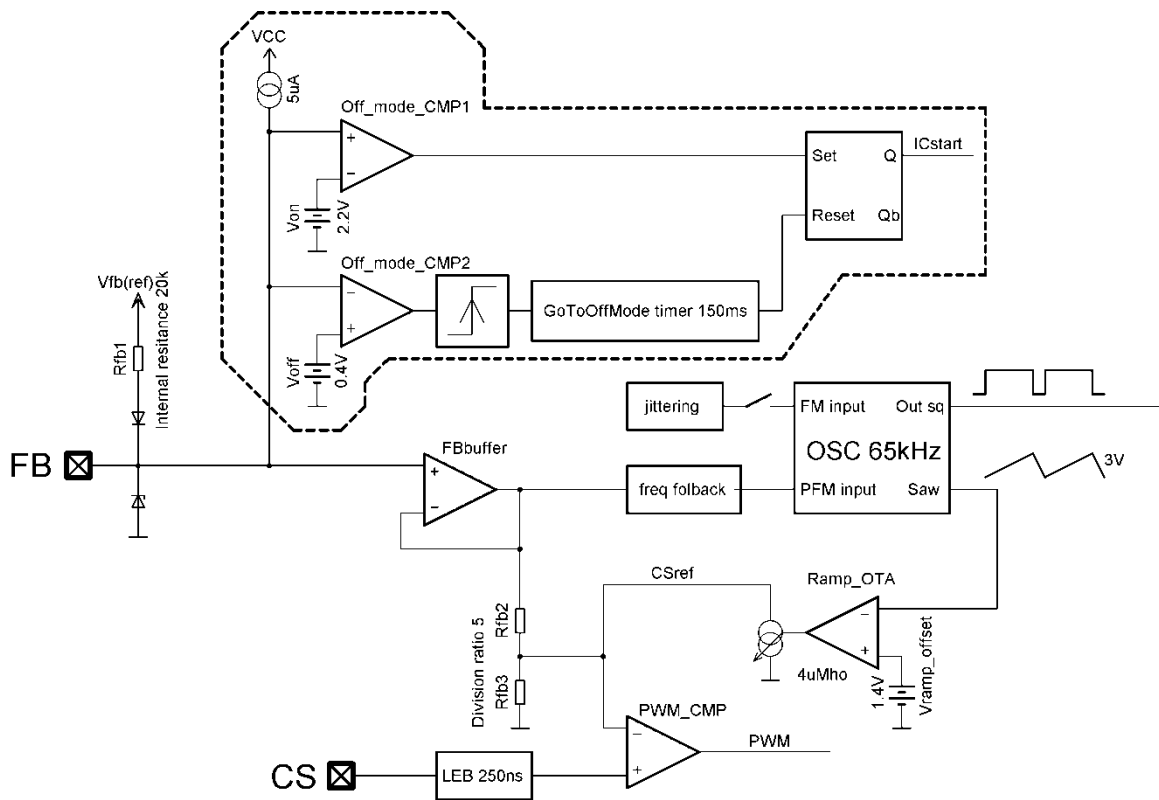 VCC
5uA
Off_mode_CMP1
Von
2.2V
Set
Q
ICstart
Reset
Qb
Off_mode_CMP2
GoToOffMode timer 150ms
Voff
0.4V
Vfb(ref)
Rfb1
Internal resitance 20k
FB
FBbuffer
jittering
FM input
Out sq
OSC 65kHz
freq folback
PFM input
Saw
3V
CSref
Ramp_OTA
4uMho
1.4V
Vramp_offset
Division ratio 5
Rfb2
Rfb3
PWM_CMP
PWM
CS
LEB 250ns
+
−
−
+
+
−
−
+
−
+